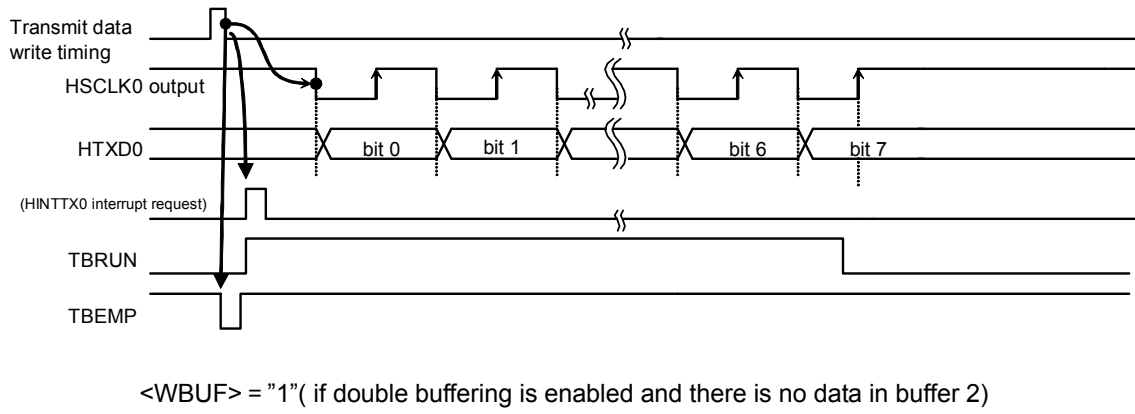 Transmit data
write timing
HSCLK0 output
HTXD0
bit 0
bit 1
bit 6
bit 7
(HINTTX0 interrupt request)
TBRUN
TBEMP
<WBUF> = ”1”( if double buffering is enabled and there is no data in buffer 2)